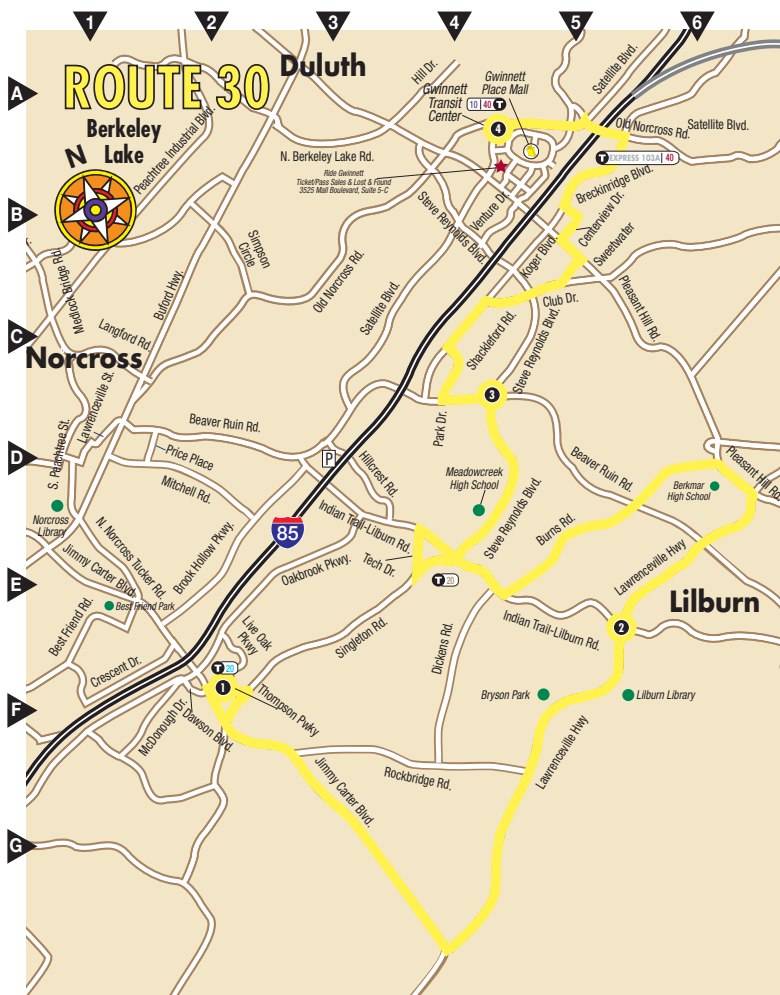 1 2 3 4 5 6
A
B
C
D
E
F
G
ROUTE 30
Duluth
Berkeley
Lake
N
Norcross
Lilburn
Hill Dr.
Gwinnett
Transit
Center
10 | 40 T
Gwinnett
Place Mall
4
Satellite Blvd.
Old Norcross Rd.
Satellite Blvd.
T EXPRESS 103A | 40
Peachtree Industrial Blvd.
N. Berkeley Lake Rd.
Ride Gwinnett
Ticket/Pass Sales & Lost & Found
3525 Mall Boulevard, Suite 5-C
Breckinridge Blvd.
Steve Reynolds Blvd.
Venture Dr.
Koger Blvd.
Centerview Dr.
Sweetwater
Simpson
Circle
Old Norcross Rd.
Medlock Bridge Rd.
Buford Hwy.
Satellite Blvd.
Club Dr.
Pleasant Hill Rd.
Langford Rd.
Shackleford Rd.
Steve Reynolds Blvd.
Lawrenceville St.
S. Peachtree St.
Beaver Ruin Rd.
Park Dr.
3
Price Place
Mitchell Rd.
P
Hillcrest Rd.
Meadowcreek
High School
Beaver Ruin Rd.
Pleasant Hill Rd.
Berkmar
High School
Norcross
Library
N. Norcross Tucker Rd.
Brook Hollow Pkwy.
85
Indian Trail-Lilburn Rd.
Steve Reynolds Blvd.
Burns Rd.
Jimmy Carter Blvd.
Oakbrook Pkwy.
Tech Dr.
T 20
Lawrenceville Hwy
Best Friend Rd.
Best Friend Park
Live Oak
Pkwy
Singleton Rd.
Dickens Rd.
Indian Trail-Lilburn Rd.
2
Crescent Dr.
T 20
1
Thompson Pwky
Bryson Park
Lilburn Library
McDonough Dr.
Dawson Blvd.
Lawrenceville Hwy
Rockbridge Rd.
Jimmy Carter Blvd.